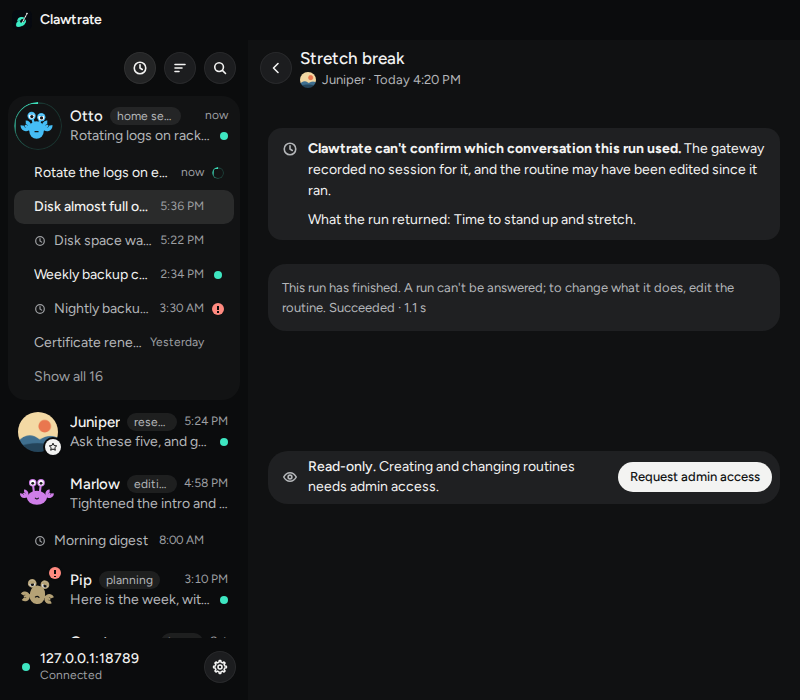 Clawtrate
Otto home se... now
Rotating logs on rack...
Rotate the logs on e... now
Disk almost full o... 5:36 PM
Disk space wa... 5:22 PM
Weekly backup c... 2:34 PM
Nightly backu... 3:30 AM
Certificate rene... Yesterday
Show all 16
Juniper rese... 5:24 PM
Ask these five, and g...
Marlow editi... 4:58 PM
Tightened the intro and ...
Morning digest 8:00 AM
Pip planning 3:10 PM
Here is the week, wit...
127.0.0.1:18789
Connected
Stretch break
Juniper · Today 4:20 PM
Clawtrate can't confirm which conversation this run used. The gateway
recorded no session for it, and the routine may have been edited since it
ran.
What the run returned: Time to stand up and stretch.
This run has finished. A run can't be answered; to change what it does, edit the
routine. Succeeded · 1.1 s
Read-only. Creating and changing routines
needs admin access.
Request admin access